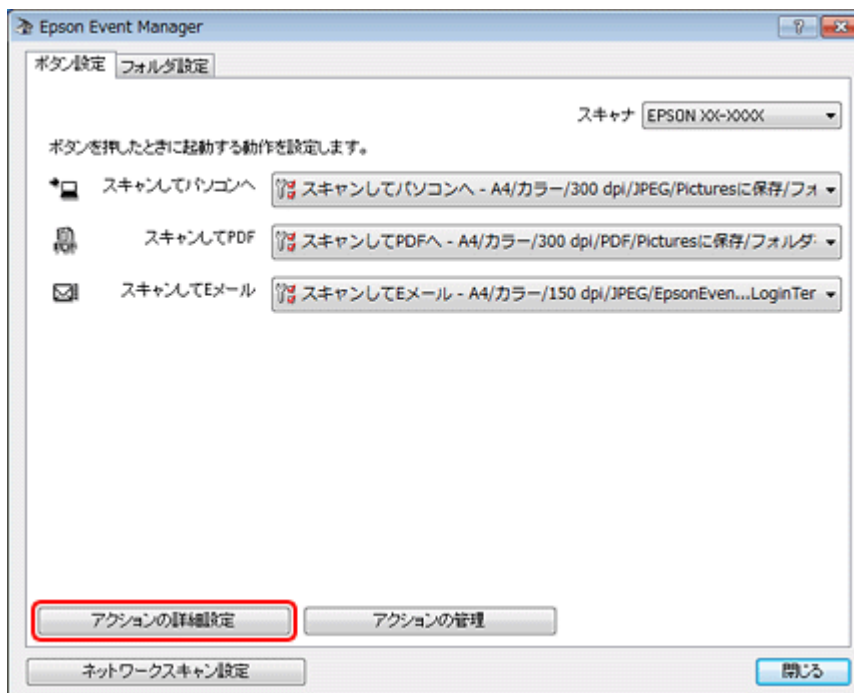 Epson Event Manager
ボタン設定 フォルダ設定
スキャナ EPSON XX-XXXX
ボタンを押したときに起動する動作を設定します。
スキャンしてパソコンへ スキャンしてパソコンへ - A4/カラー/300 dpi/JPEG/Picturesに保存/フォ
スキャンしてPDF スキャンしてPDFへ - A4/カラー/300 dpi/PDF/Picturesに保存/フォルダ
スキャンしてEメール スキャンしてEメール - A4/カラー/150 dpi/JPEG/EpsonEven...LoginTer
アクションの詳細設定 アクションの管理
ネットワークスキャン設定 閉じる